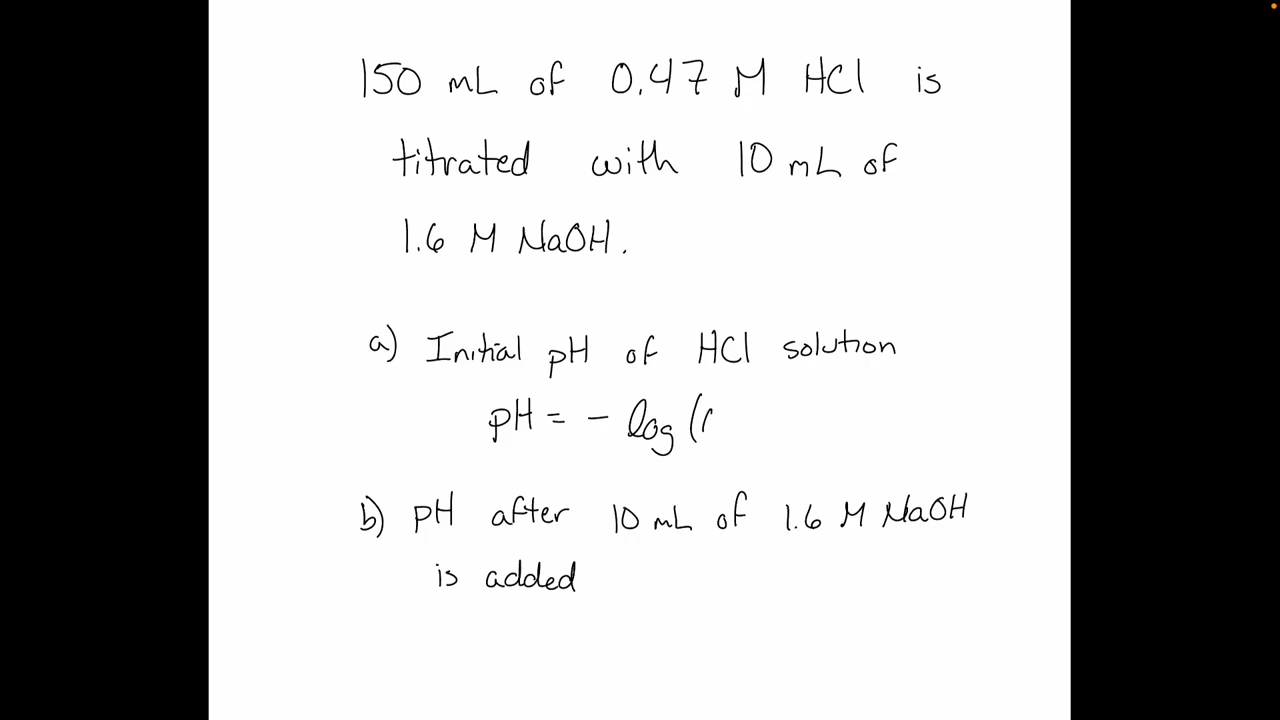 150 mL of 0.47 M HCl is
titrated with 10 mL of
1.6 M NaOH.
a) Initial pH of HCl solution
pH = - log (
b) pH after 10 mL of 1.6 M NaOH
is added